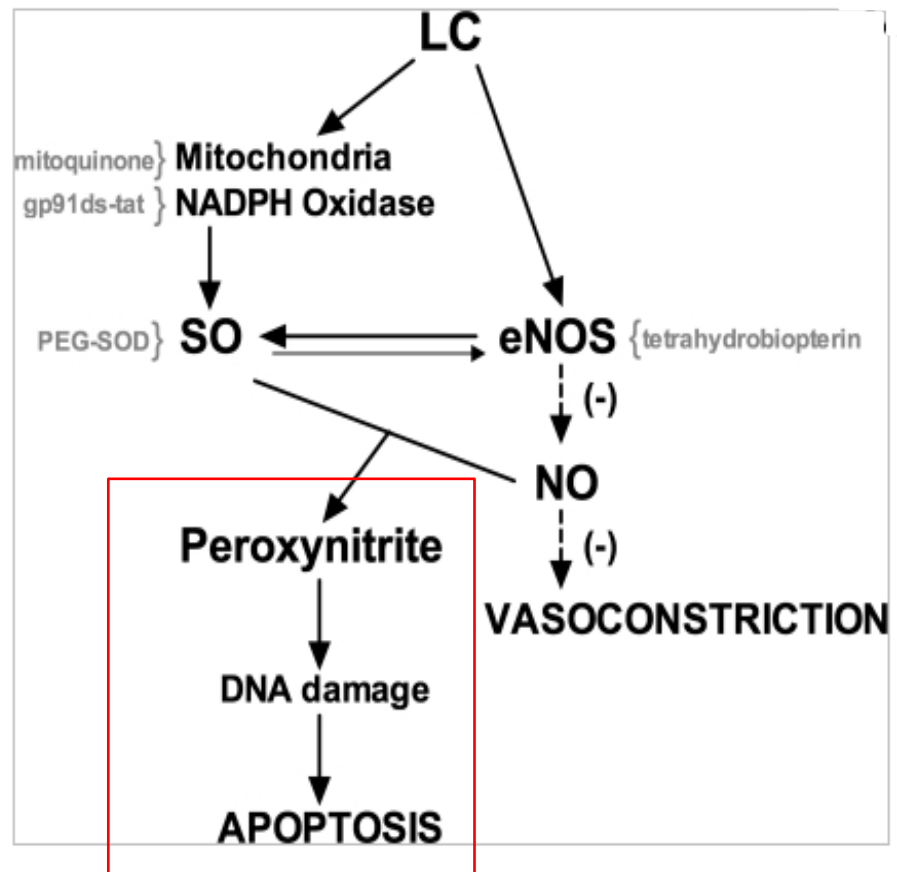 LC
mitoquinone} Mitochondria
gp91ds-tat } NADPH Oxidase
PEG-SOD} SO
eNOS {tetrahydrobiopterin
(-)
NO
(-)
Peroxynitrite
VASOCONSTRICTION
DNA damage
APOPTOSIS